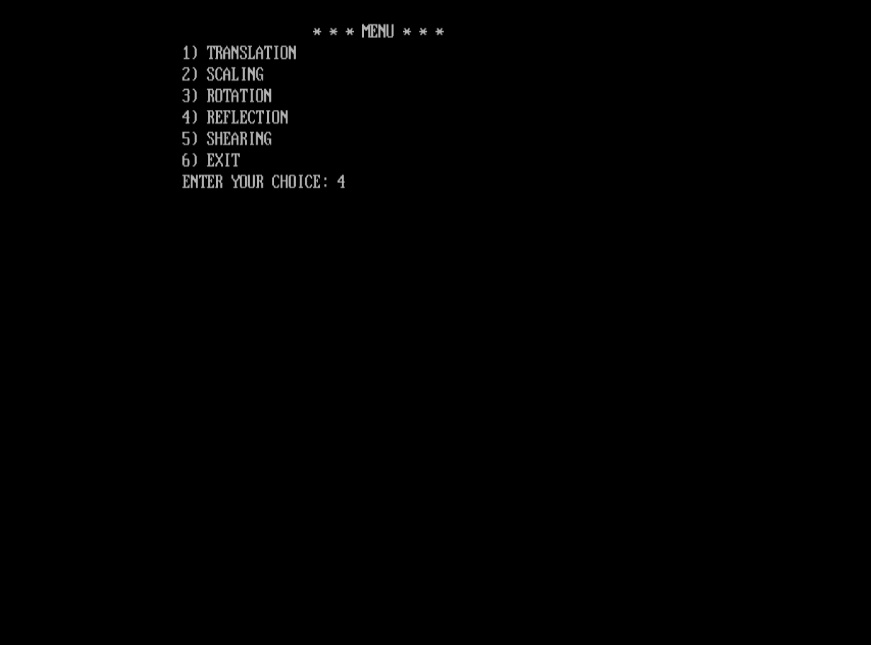 * * * MENU * * *
1) TRANSLATION
2) SCALING
3) ROTATION
4) REFLECTION
5) SHEARING
6) EXIT
ENTER YOUR CHOICE: 4